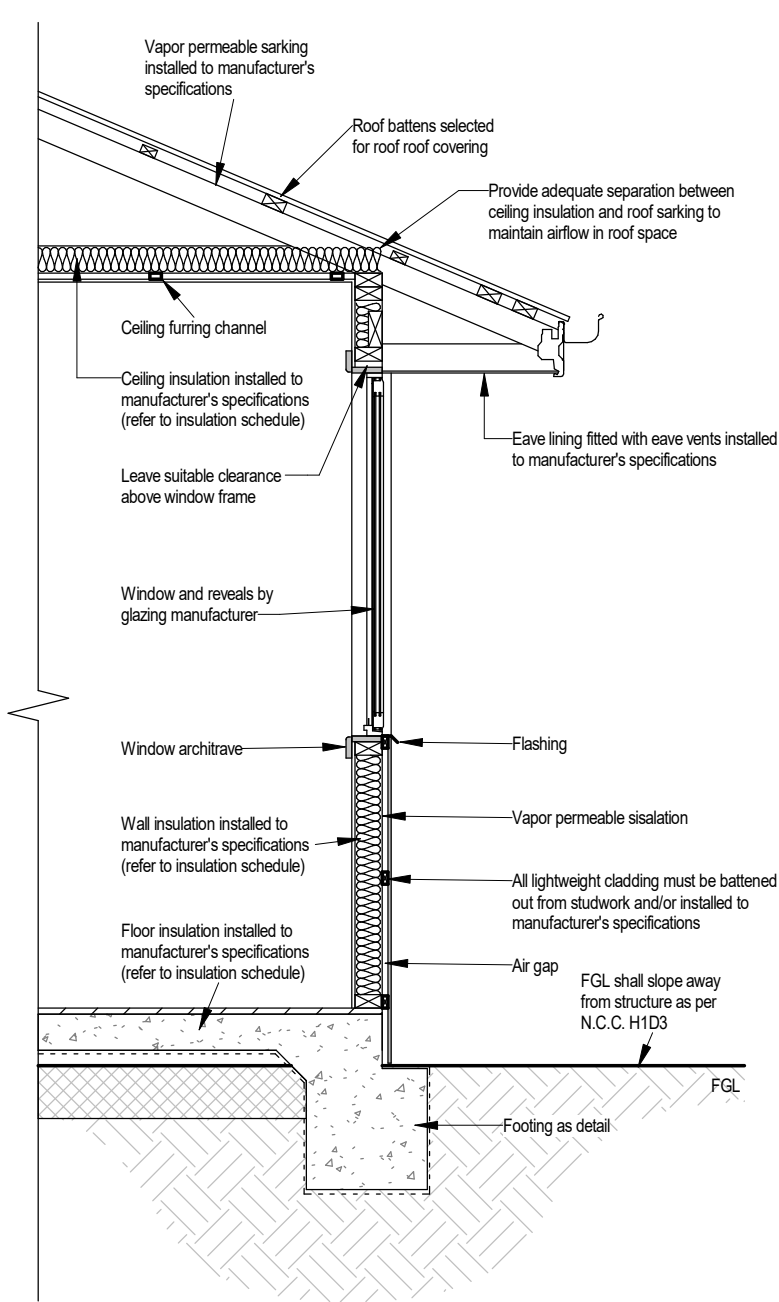 Vapor permeable sarking
installed to manufacturer's
specifications
Roof battens selected
for roof roof covering
Provide adequate separation between
ceiling insulation and roof sarking to
maintain airflow in roof space
Ceiling furring channel
Ceiling insulation installed to
manufacturer's specifications
(refer to insulation schedule)
Eave lining fitted with eave vents installed
to manufacturer's specifications
Leave suitable clearance
above window frame
Window and reveals by
glazing manufacturer
Window architrave
Flashing
Vapor permeable sisalation
Wall insulation installed to
manufacturer's specifications
(refer to insulation schedule)
All lightweight cladding must be battened
out from studwork and/or installed to
manufacturer's specifications
Floor insulation installed to
manufacturer's specifications
(refer to insulation schedule)
Air gap
FGL shall slope away
from structure as per
N.C.C. H1D3
FGL
Footing as detail